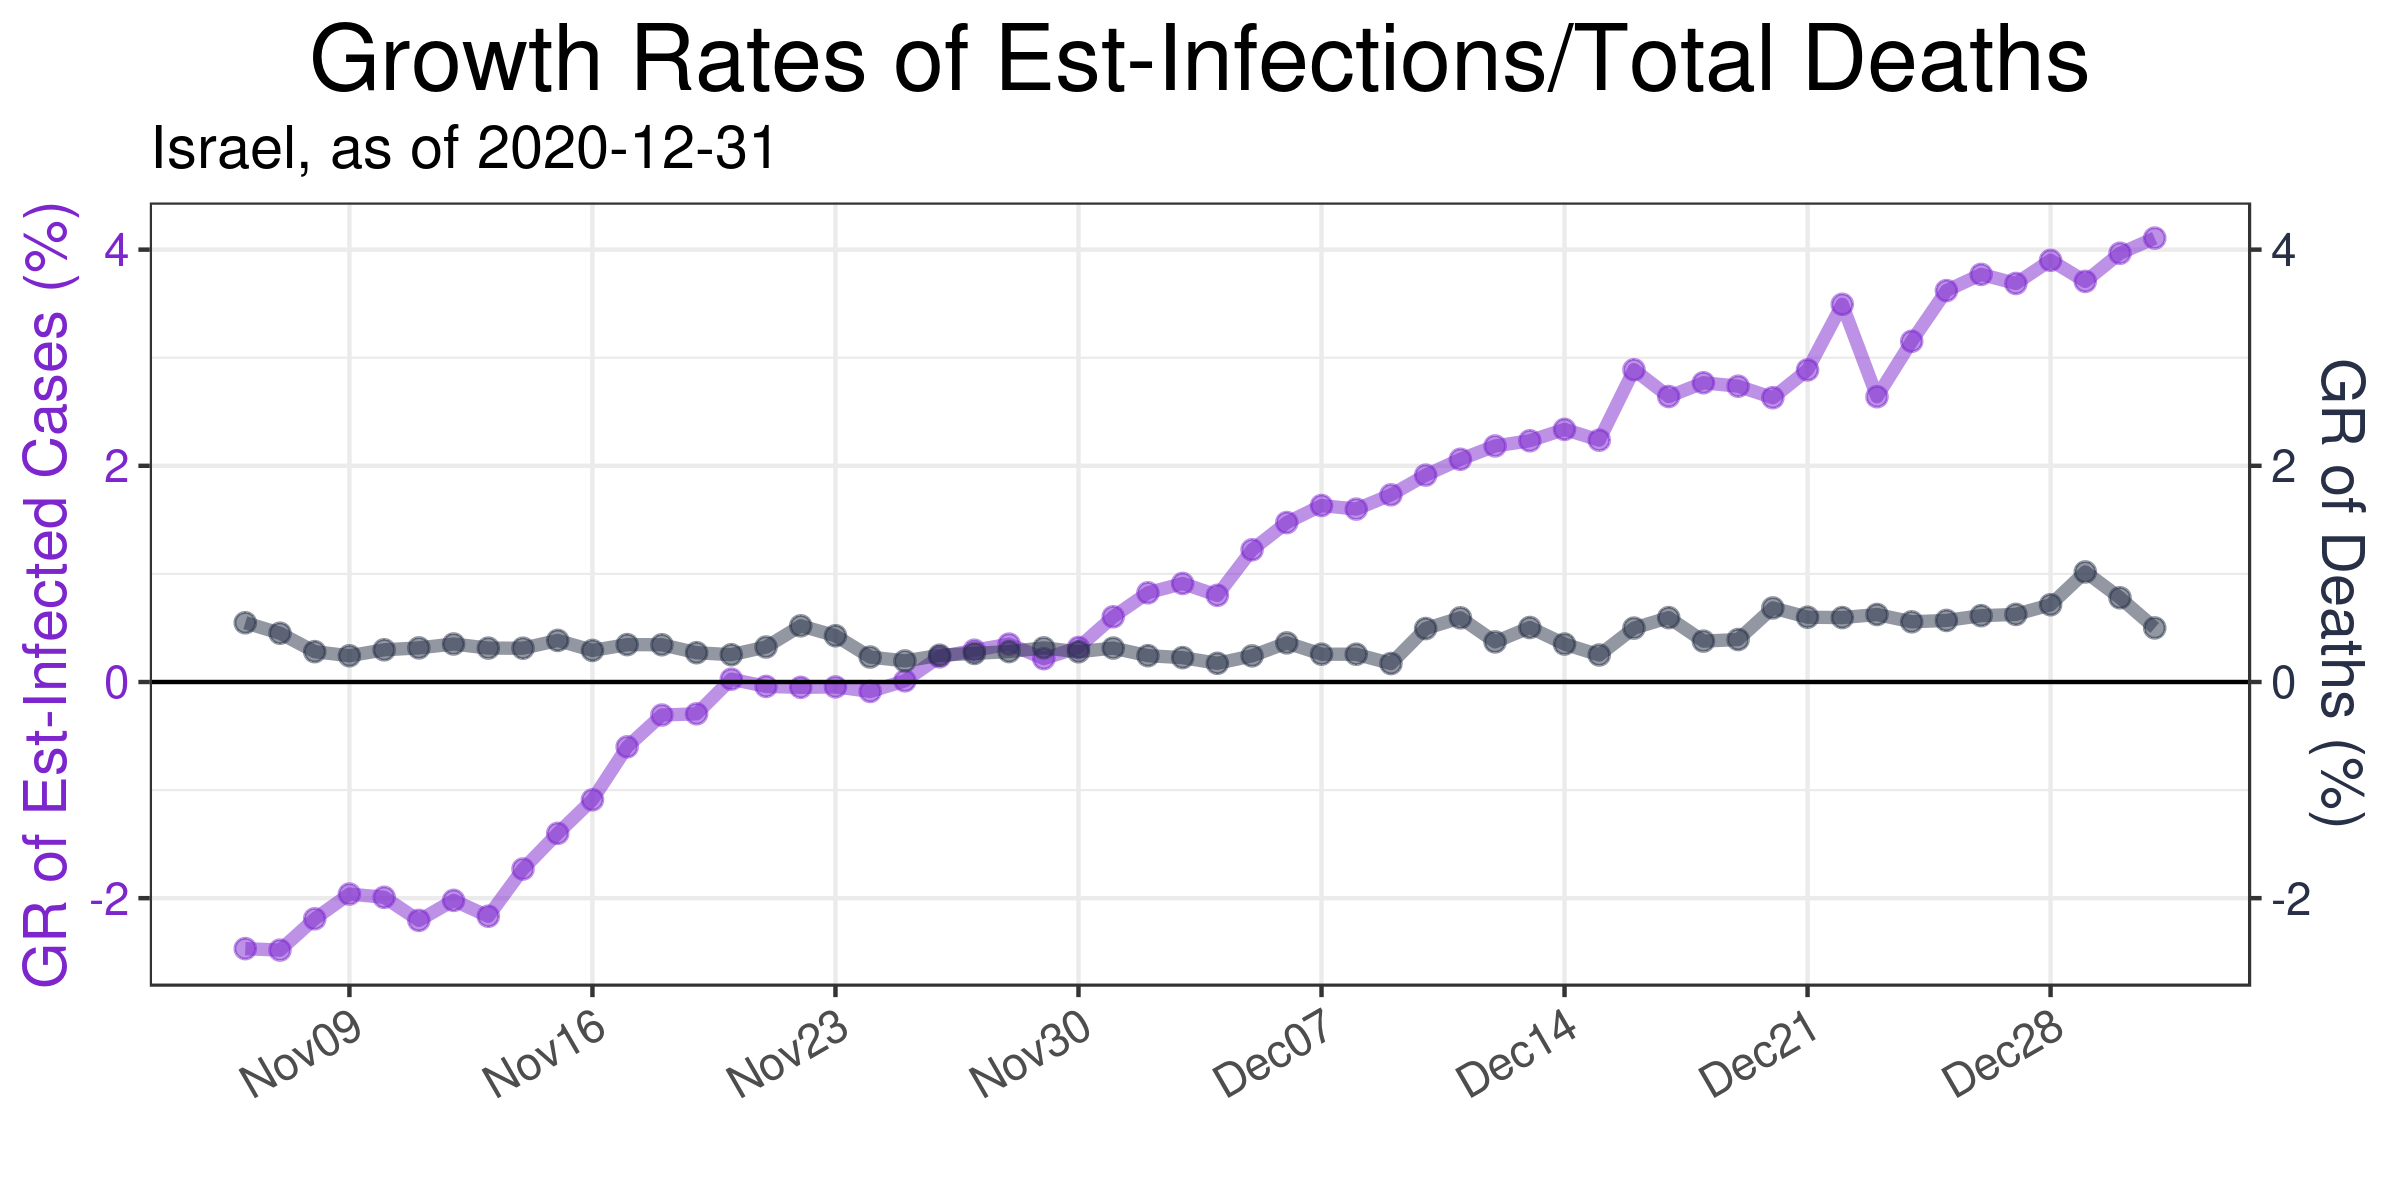 Growth Rates of Est-Infections/Total Deaths
Israel, as of 2020-12-31
GR of Est-Infected Cases (%)
4
2
0
-2
4
2
0
-2
GR of Deaths (%)
Nov09
Nov16
Nov23
Nov30
Dec07
Dec14
Dec21
Dec28